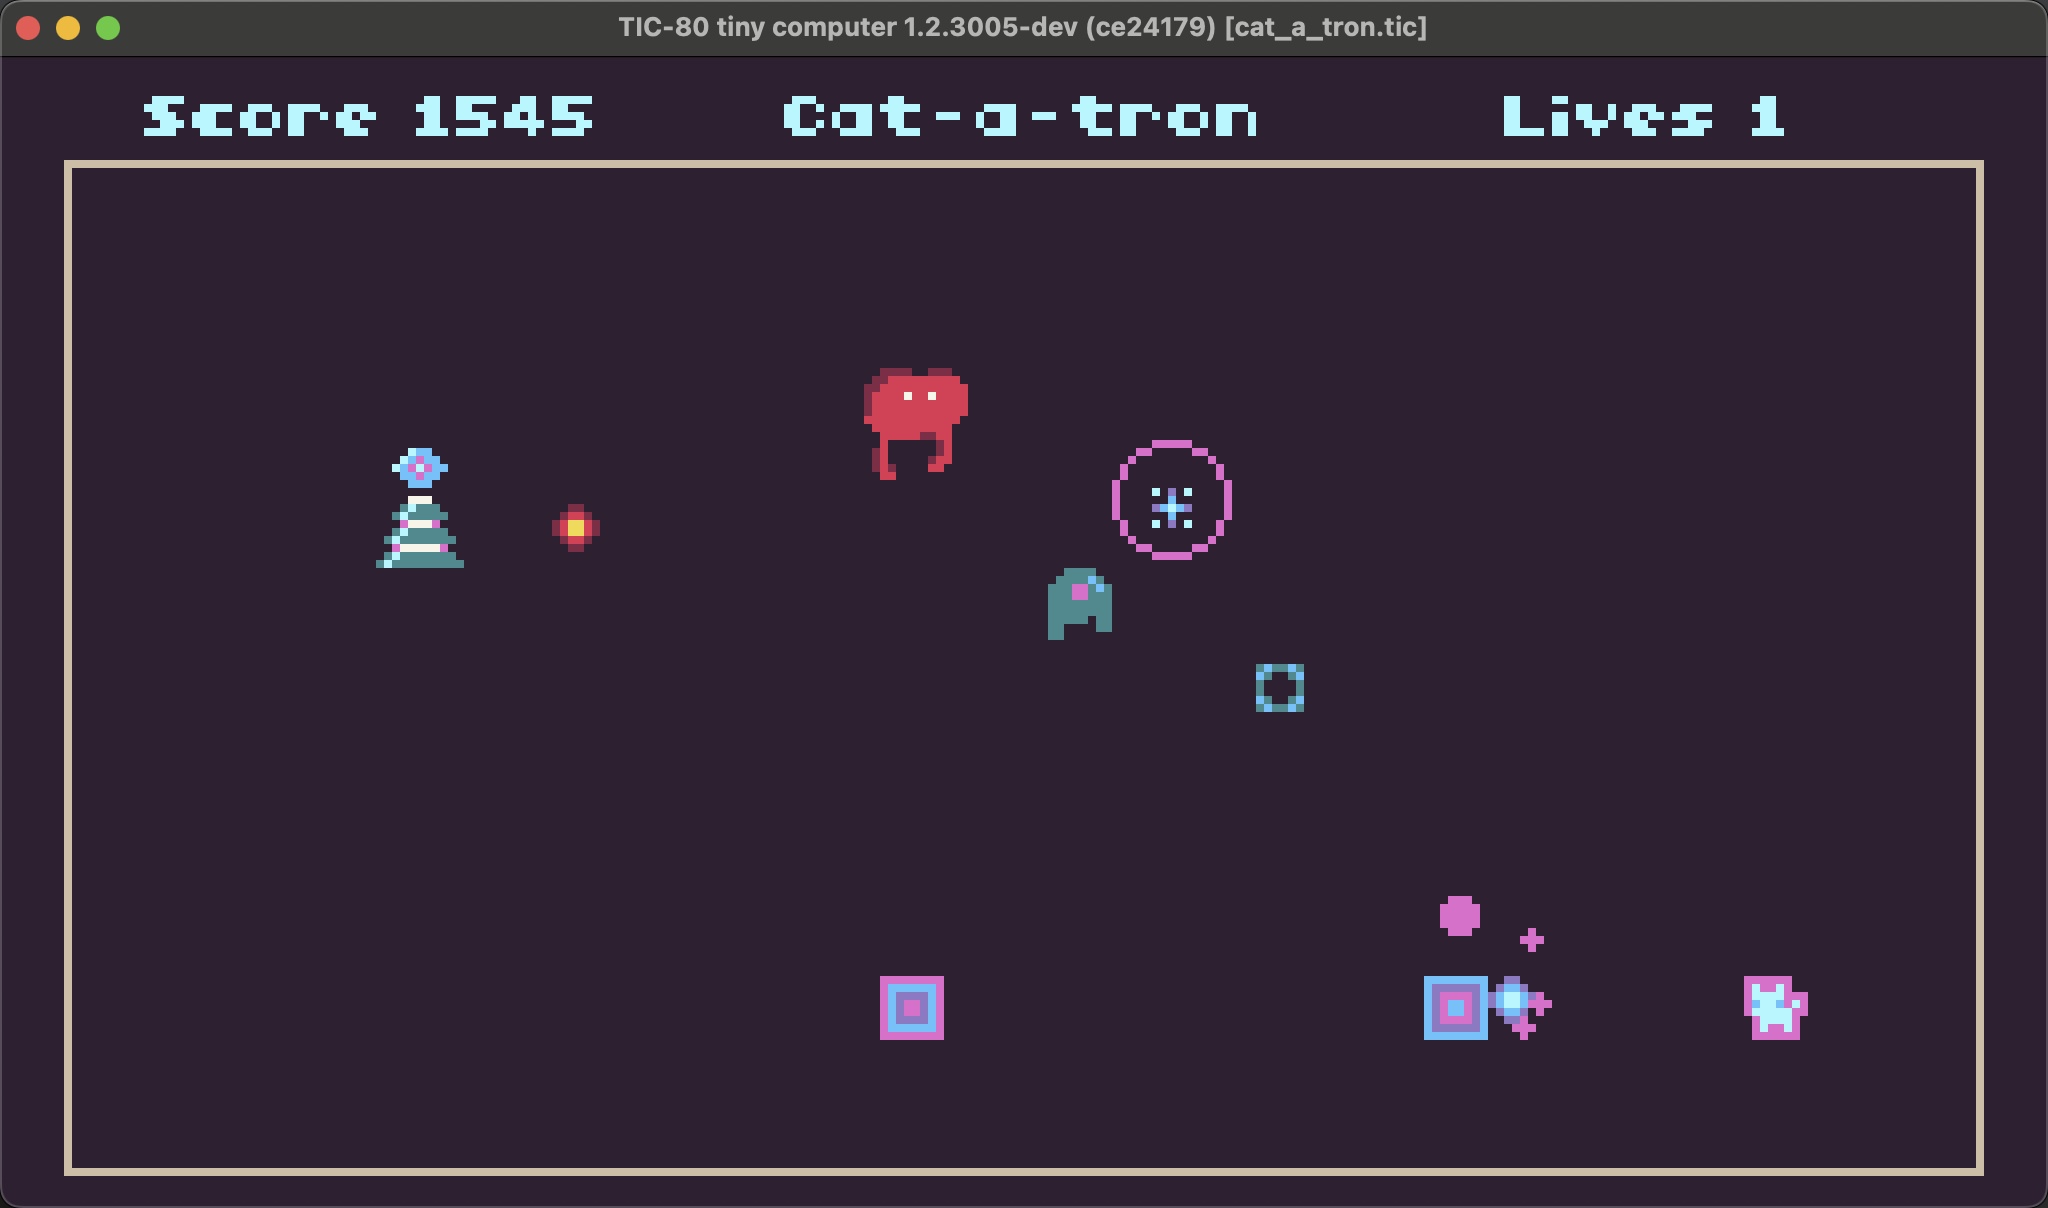 TIC-80 tiny computer 1.2.3005-dev (ce24179) [cat_a_tron.tic]
Score 1545 Cat-a-tron Lives 1